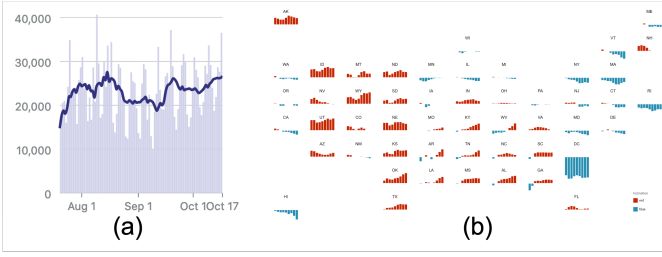 40,000
30,000
20,000
10,000
0
Aug 1 Sep 1 Oct 1 Oct 17
(a)
AK ME
WI VT NH
WA ID MT ND MN IL MI NY MA
OR NV WY SD IA IN OH PA NJ CT RI
CA UT CO NE MO KY WV VA MD DE
AZ NM KS AR TN NC SC DC
OK LA MS AL GA
HI TX FL
red
blue
(b)